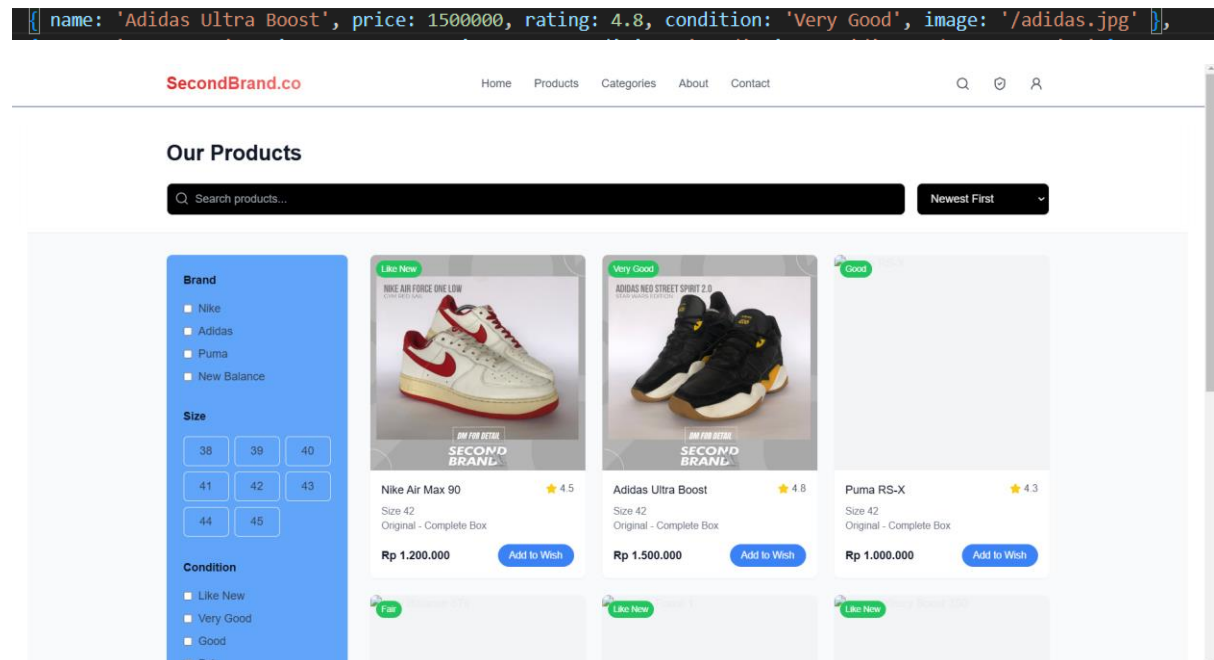 { name: 'Adidas Ultra Boost', price: 1500000, rating: 4.8, condition: 'Very Good', image: '/adidas.jpg' },
SecondBrand.co
Home Products Categories About Contact
Our Products
Search products...
Newest First
Brand
Nike
Adidas
Puma
New Balance
Size
38 39 40
41 42 43
44 45
Condition
Like New
Very Good
Good
Like New
NIKE AIR FORCE ONE LOW
GYM RED SAIL
DM FOR DETAIL
SECOND
BRAND
Nike Air Max 90 4.5
Size 42
Original - Complete Box
Rp 1.200.000 Add to Wish
Very Good
ADIDAS NEO STREET SPIRIT 2.0
STAR WARS EDITION
DM FOR DETAIL
SECOND
BRAND
Adidas Ultra Boost 4.8
Size 42
Original - Complete Box
Rp 1.500.000 Add to Wish
Good
Puma RS-X 4.3
Size 42
Original - Complete Box
Rp 1.000.000 Add to Wish
Fair
Like New
Like New